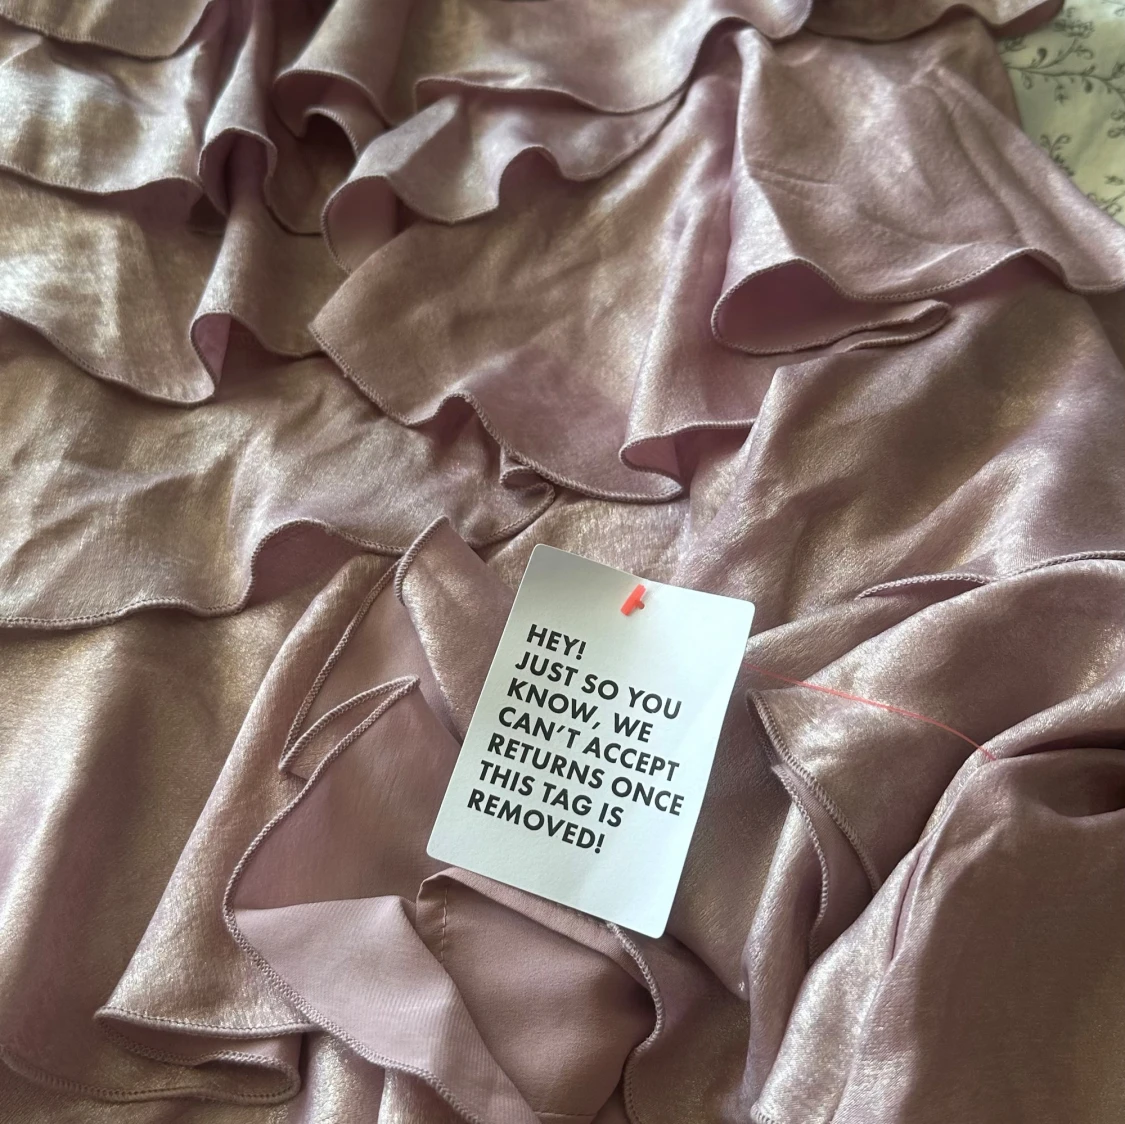 HEY!
JUST SO YOU
KNOW, WE
CAN'T ACCEPT
RETURNS ONCE
THIS TAG IS
REMOVED!